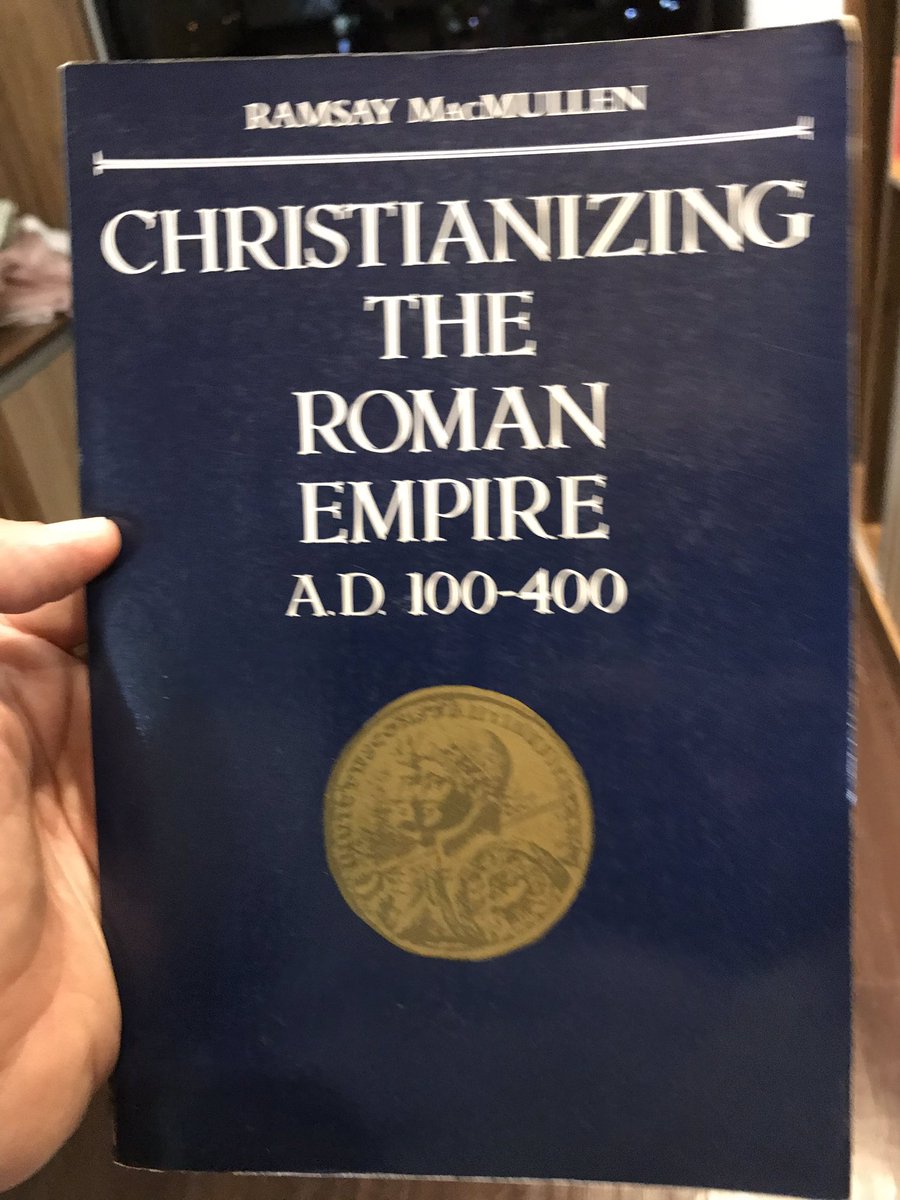 RAMSAY MACMULLEN
CHRISTIANIZING
THE
ROMAN
EMPIRE
A.D. 100-400